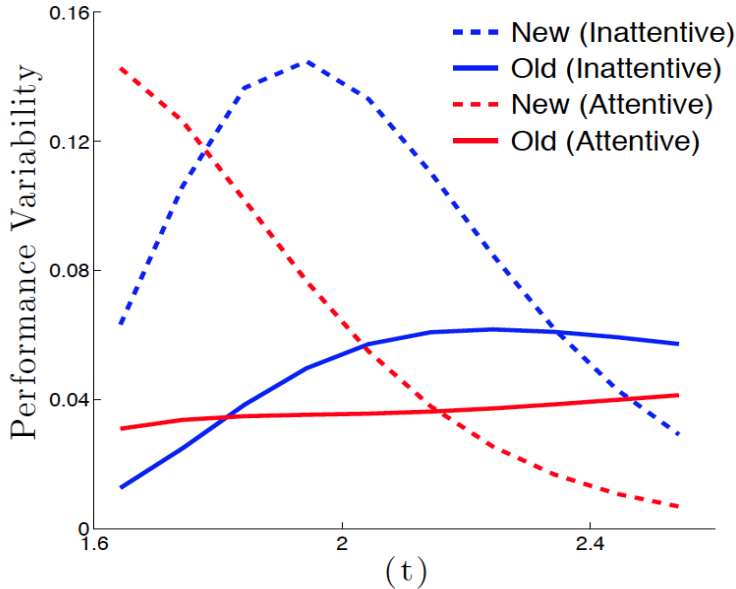 0.16
New (Inattentive)
Old (Inattentive)
New (Attentive)
Old (Attentive)
0.12
0.08
0.04
0
1.6
2
2.4
(t)
Performance Variability